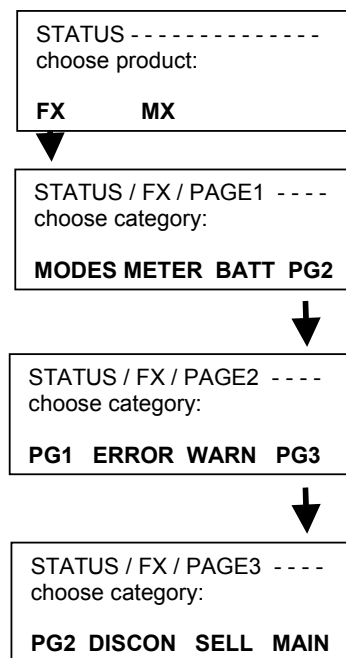 STATUS - - - - - - - - - - - - - -
choose product:
FX MX
STATUS / FX / PAGE1 - - - -
choose category:
MODES METER BATT PG2
STATUS / FX / PAGE2 - - - -
choose category:
PG1 ERROR WARN PG3
STATUS / FX / PAGE3 - - - -
choose category:
PG2 DISCON SELL MAIN